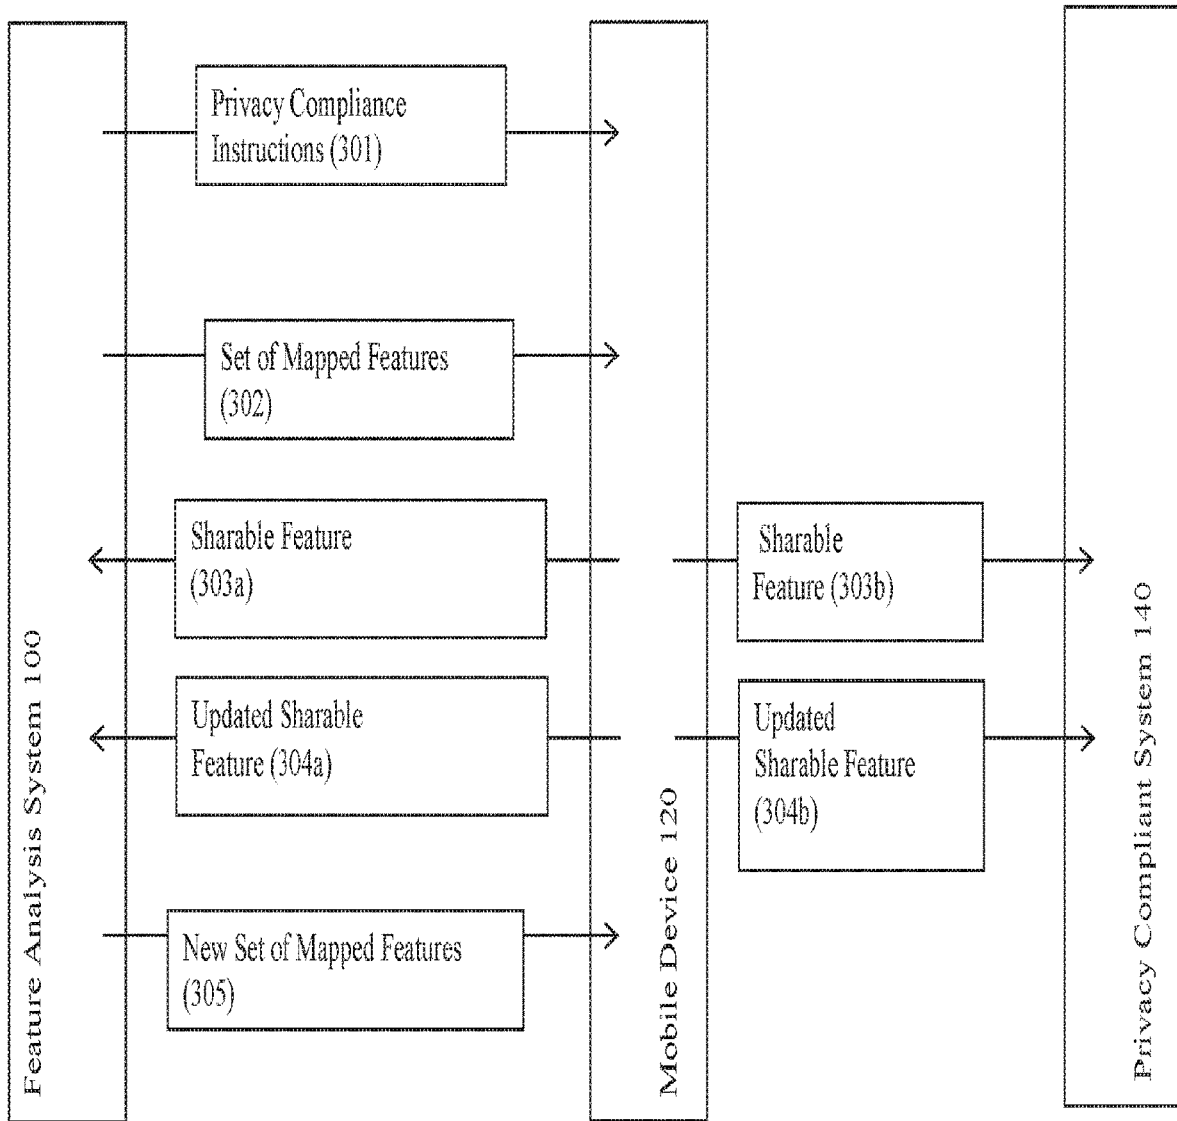 Privacy Compliance
Instructions (301)
Set of Mapped Features
(302)
Sharable Feature
(303a)
Sharable
Feature (303b)
Updated Sharable
Feature (304a)
Updated
Sharable Feature
(304b)
New Set of Mapped Features
(305)
Feature Analysis System 100
Mobile Device 120
Privacy Compliant System 140